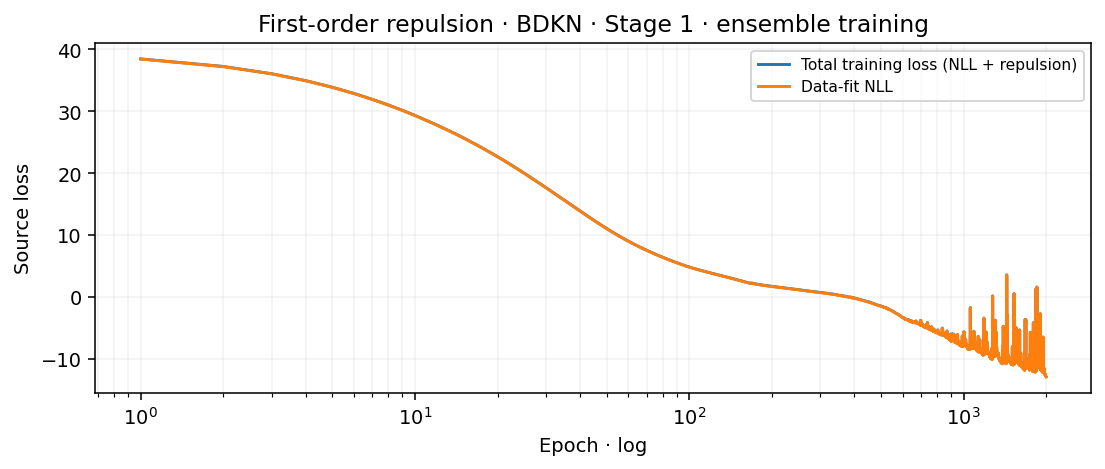 First-order repulsion · BDKN · Stage 1 · ensemble training
Total training loss (NLL + repulsion)
Data-fit NLL
Source loss
40
30
20
10
0
−10
10⁰
10¹
10²
10³
Epoch · log